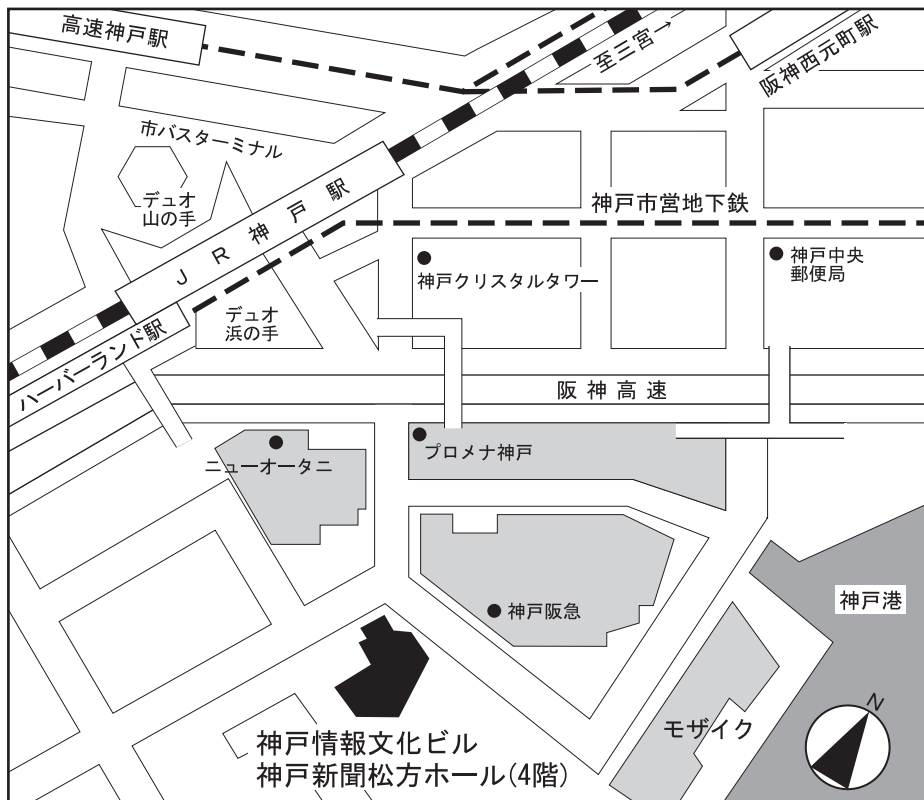 高速神戸駅
至三宮→
阪神西元町駅
市バスターミナル
デュオ
山の手
JR神戸駅
神戸市営地下鉄
神戸クリスタルタワー
神戸中央
郵便局
デュオ
浜の手
ハーバーランド駅
阪神高速
ニューオータニ
プロメナ神戸
神戸阪急
神戸港
モザイク
N
神戸情報文化ビル
神戸新聞松方ホール(4階)